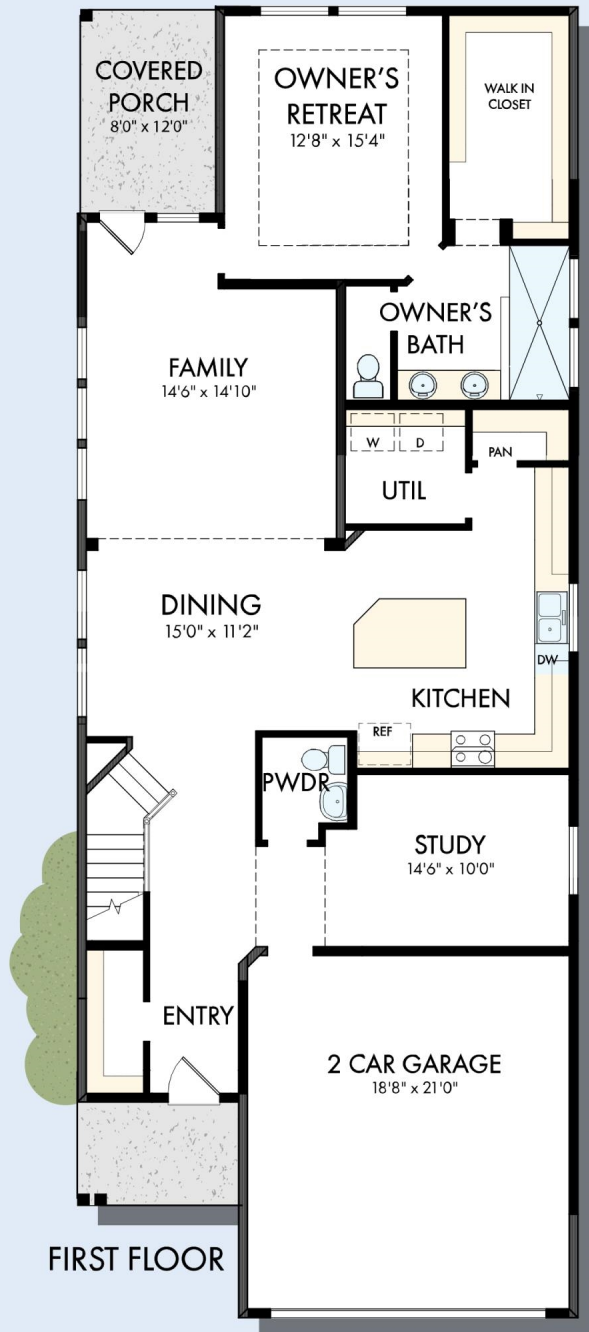 COVERED
PORCH
8'0" x 12'0"
OWNER'S
RETREAT
12'8" x 15'4"
WALK IN
CLOSET
OWNER'S
BATH
FAMILY
14'6" x 14'10"
W
D
PAN
UTIL
DINING
15'0" x 11'2"
DW
KITCHEN
REF
PWDR
STUDY
14'6" x 10'0"
ENTRY
2 CAR GARAGE
18'8" x 21'0"
FIRST FLOOR